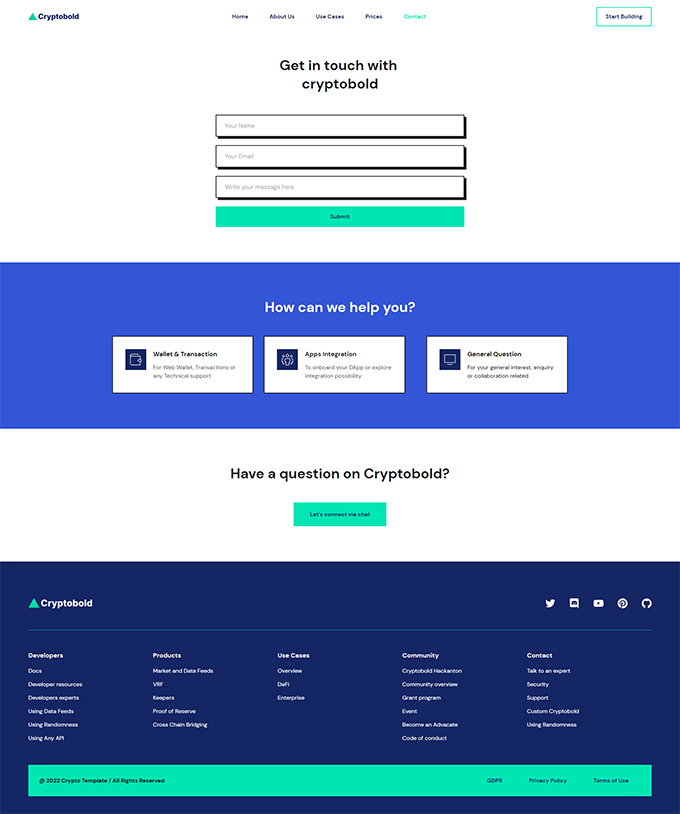 Cryptobold
Home About Us Use Cases Prices Contact
Start Building
Get in touch with
cryptobold
Your Name
Your Email
Write your message here
Submit
How can we help you?
Wallet & Transaction
For Web Wallet, Transactions or
any Technical support
Apps Integration
To onboard your DApp or explore
integration possibility
General Question
For your general interest, enquiry
or collaboration related
Have a question on Cryptobold?
Let's connect via chat
Cryptobold
Developers
Docs
Developer resources
Developers experts
Using Data Feeds
Using Randomness
Using Any API
Products
Market and Data Feeds
VRF
Keepers
Proof of Reserve
Cross Chain Bridging
Use Cases
Overview
DeFi
Enterprise
Community
Cryptobold Hackanton
Community overview
Grant program
Event
Become an Advocate
Code of conduct
Contact
Talk to an expert
Security
Support
Custom Cryptobold
Using Randomness
@ 2022 Crypto Template / All Rights Reserved
GDPR Privacy Policy Terms of Use